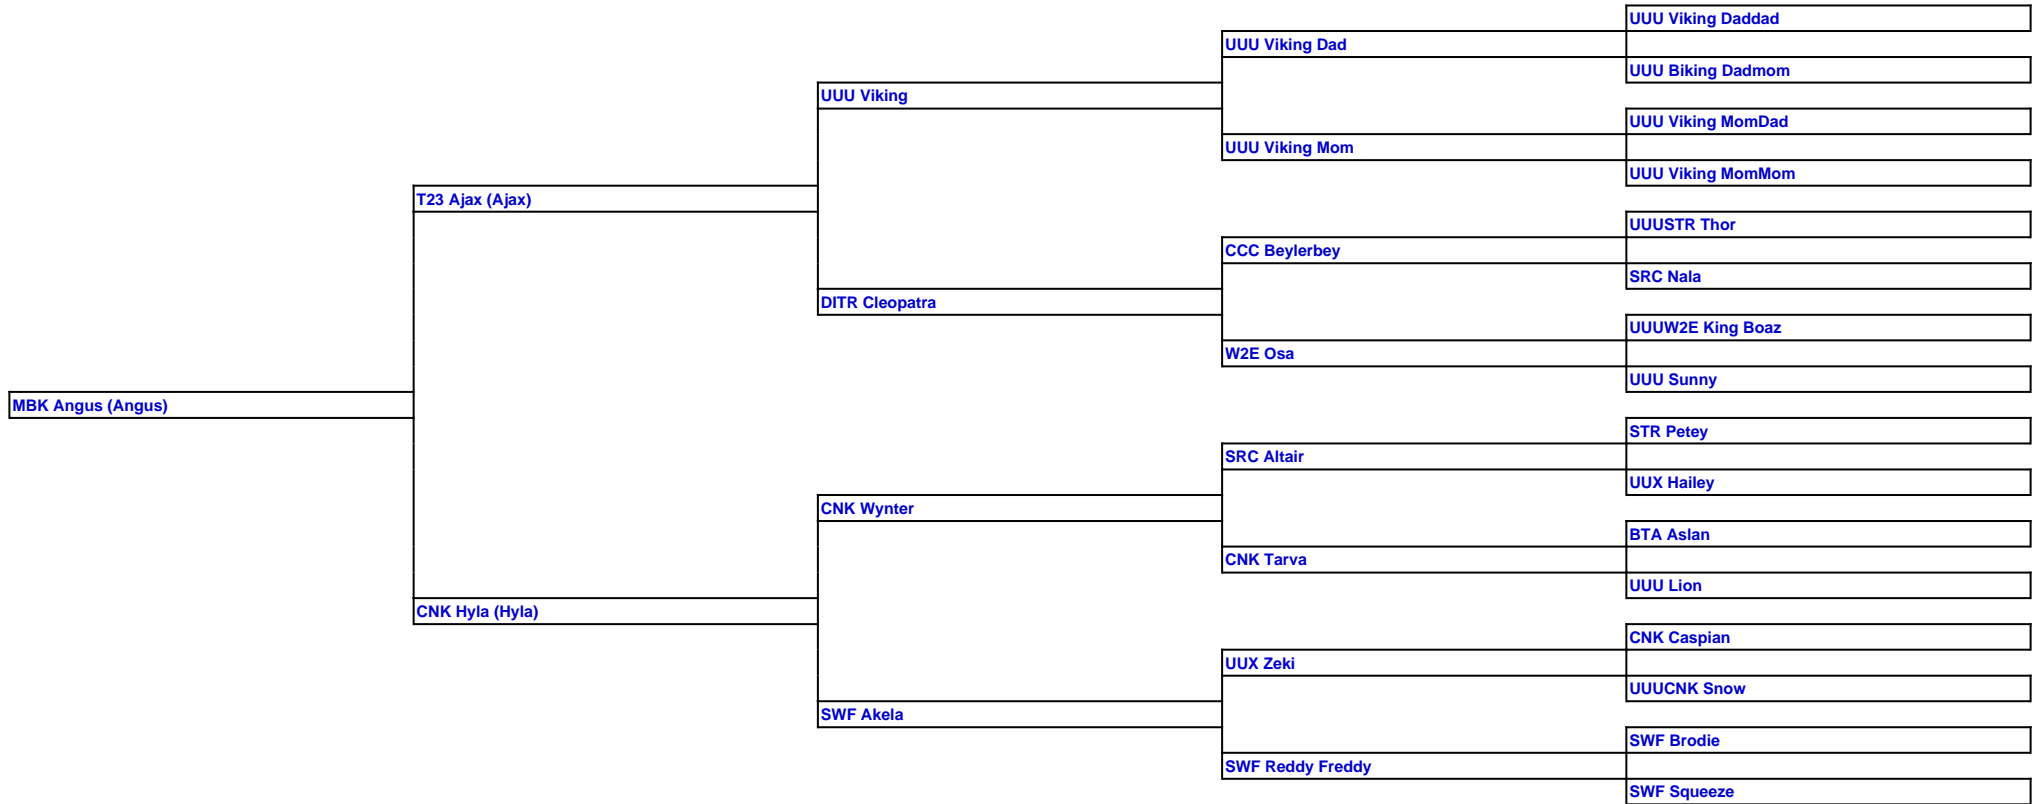 UUU Viking Daddad
UUU Viking Dad
UUU Biking Dadmom
UUU Viking
UUU Viking MomDad
UUU Viking Mom
UUU Viking MomMom
T23 Ajax (Ajax)
UUUSTR Thor
CCC Beylerbey
SRC Nala
DITR Cleopatra
UUUW2E King Boaz
W2E Osa
UUU Sunny
MBK Angus (Angus)
STR Petey
SRC Altair
UUX Hailey
CNK Wynter
BTA Aslan
CNK Tarva
UUU Lion
CNK Hyla (Hyla)
CNK Caspian
UUX Zeki
UUUCNK Snow
SWF Akela
SWF Brodie
SWF Reddy Freddy
SWF Squeeze